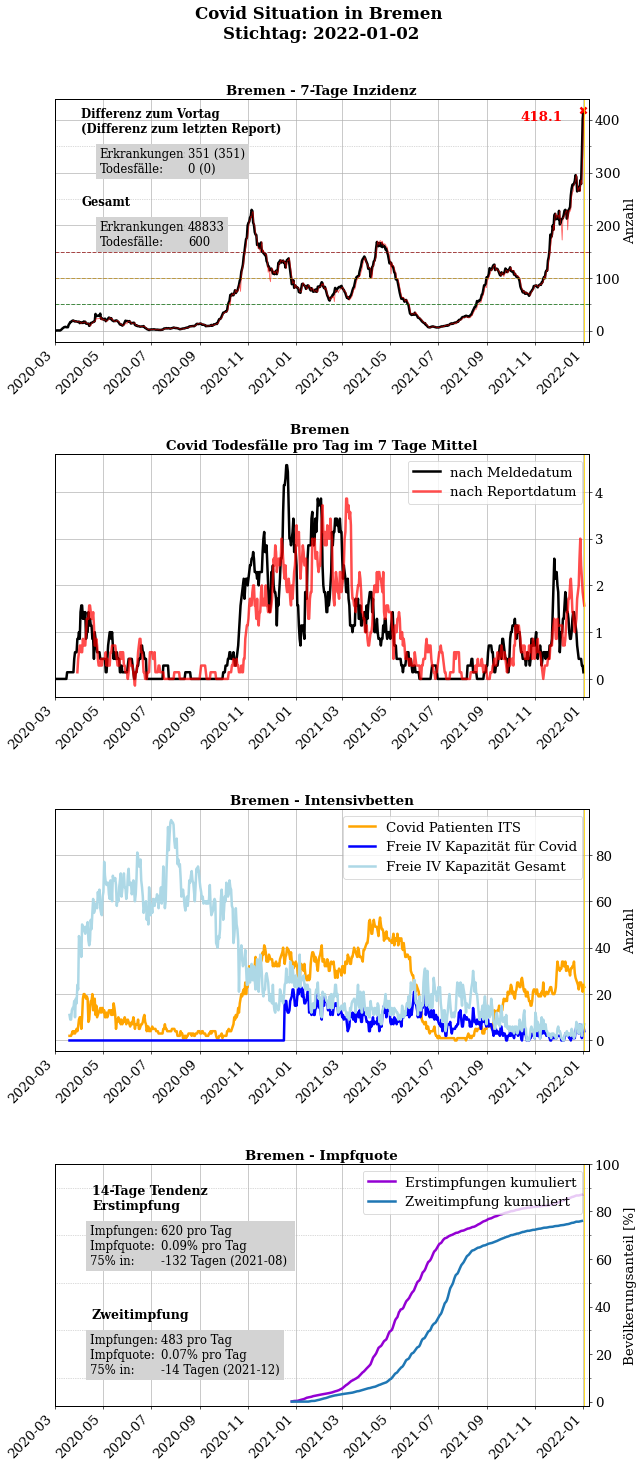 Covid Situation in Bremen
Stichtag: 2022-01-02
Bremen - 7-Tage Inzidenz
Differenz zum Vortag
(Differenz zum letzten Report)
Erkrankungen 351 (351)
Todesfälle: 0 (0)
Gesamt
Erkrankungen 48833
Todesfälle: 600
418.1
400
300
200
100
0
Anzahl
2020-03
2020-05
2020-07
2020-09
2020-11
2021-01
2021-03
2021-05
2021-07
2021-09
2021-11
2022-01
Bremen
Covid Todesfälle pro Tag im 7 Tage Mittel
nach Meldedatum
nach Reportdatum
4
3
2
1
0
2020-03
2020-05
2020-07
2020-09
2020-11
2021-01
2021-03
2021-05
2021-07
2021-09
2021-11
2022-01
Bremen - Intensivbetten
Covid Patienten ITS
Freie IV Kapazität für Covid
Freie IV Kapazität Gesamt
80
60
40
20
0
Anzahl
2020-03
2020-05
2020-07
2020-09
2020-11
2021-01
2021-03
2021-05
2021-07
2021-09
2021-11
2022-01
Bremen - Impfquote
14-Tage Tendenz
Erstimpfung
Impfungen: 620 pro Tag
Impfquote: 0.09% pro Tag
75% in: -132 Tagen (2021-08)
Zweitimpfung
Impfungen: 483 pro Tag
Impfquote: 0.07% pro Tag
75% in: -14 Tagen (2021-12)
Erstimpfungen kumuliert
Zweitimpfung kumuliert
100
80
60
40
20
0
Bevölkerungsanteil [%]
2020-03
2020-05
2020-07
2020-09
2020-11
2021-01
2021-03
2021-05
2021-07
2021-09
2021-11
2022-01